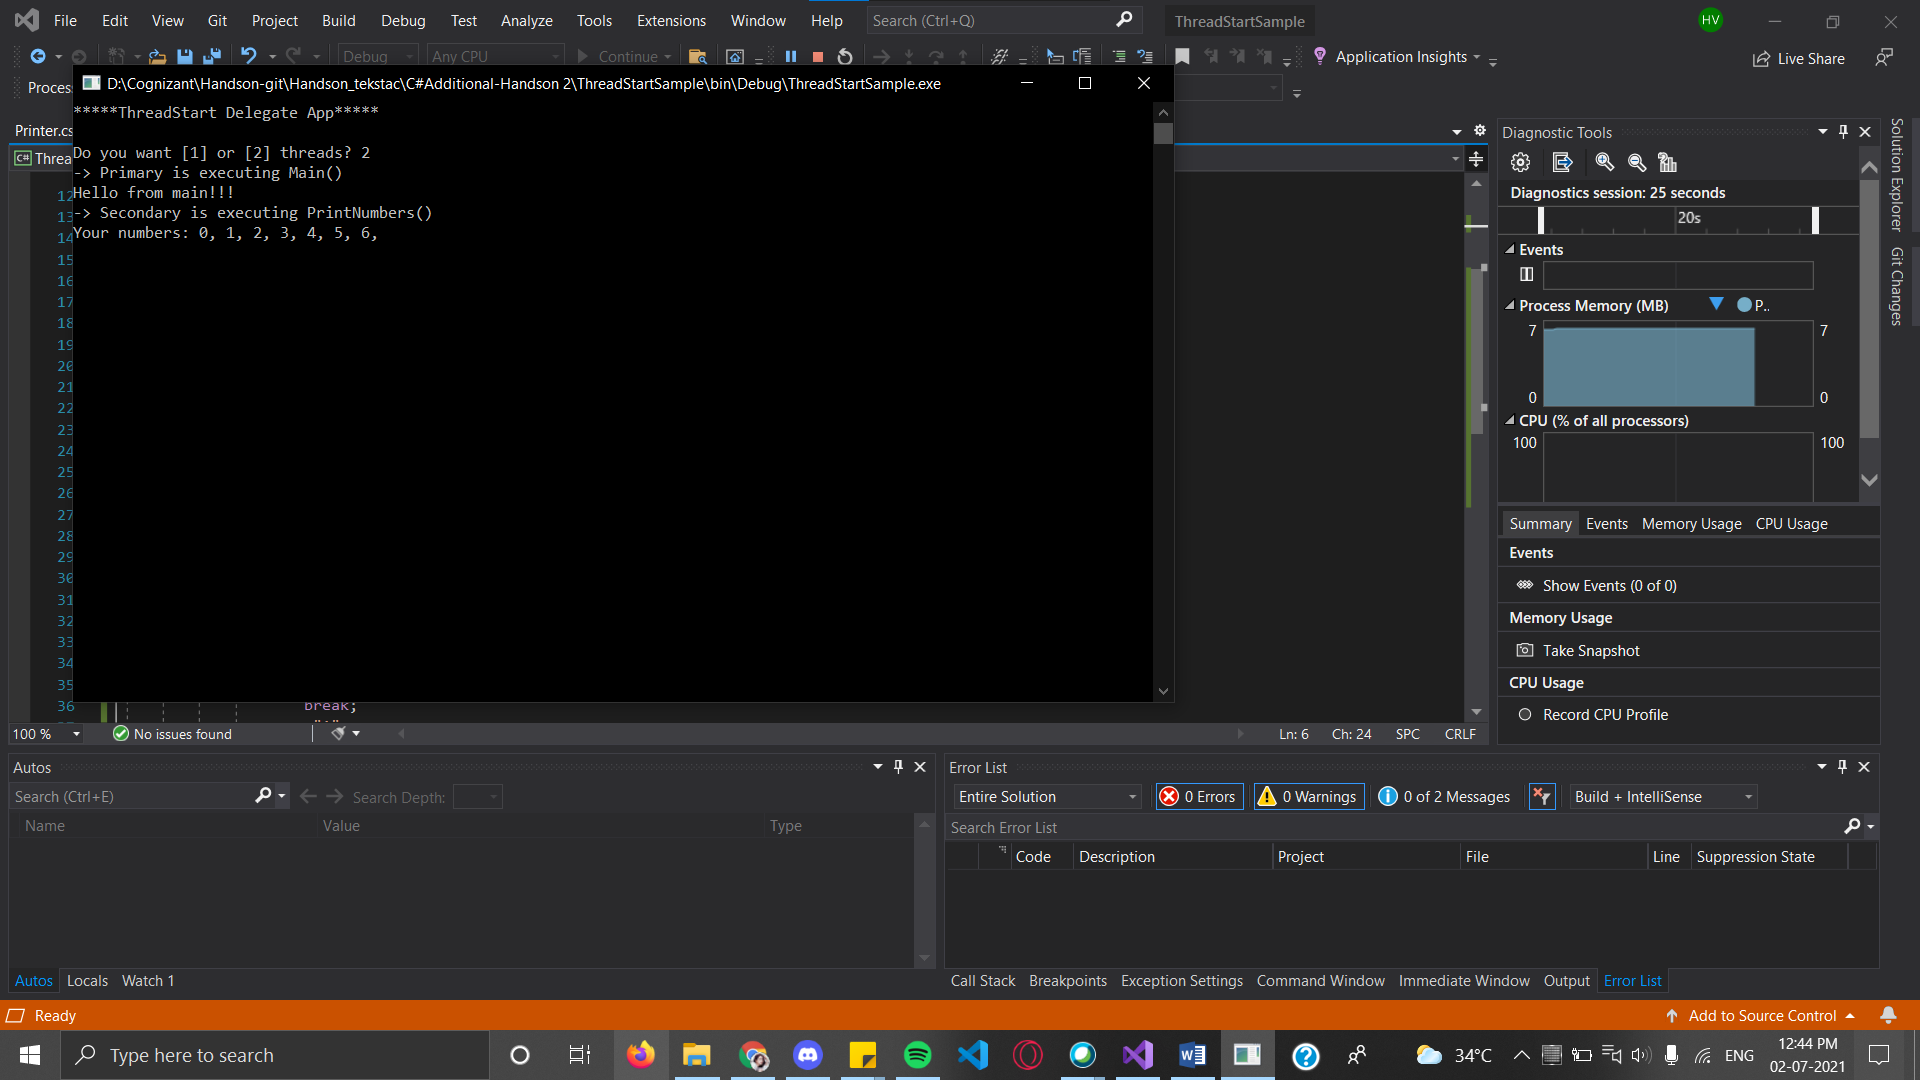 File Edit View Git Project Build Debug Test Analyze Tools Extensions Window Help Search (Ctrl+Q) ThreadStartSample HV
Debug Any CPU Continue Application Insights Live Share
Proces
D:\Cognizant\Handson-git\Handson_tekstac\C#Additional-Handson 2\ThreadStartSample\bin\Debug\ThreadStartSample.exe
*****ThreadStart Delegate App*****
Do you want [1] or [2] threads? 2
-> Primary is executing Main()
Hello from main!!!
-> Secondary is executing PrintNumbers()
Your numbers: 0, 1, 2, 3, 4, 5, 6,
Printer.cs
C# Threa
12
13
14
15
16
17
18
19
20
21
22
23
24
25
26
27
28
29
30
31
32
33
34
35
36 break;
100 % No issues found Ln: 6 Ch: 24 SPC CRLF
Diagnostic Tools
Diagnostics session: 25 seconds
20s
Events
Process Memory (MB) P..
7 7
0 0
CPU (% of all processors)
100 100
Summary Events Memory Usage CPU Usage
Events
Show Events (0 of 0)
Memory Usage
Take Snapshot
CPU Usage
Record CPU Profile
Solution Explorer
Git Changes
Autos
Search (Ctrl+E) Search Depth:
Name Value Type
Autos Locals Watch 1
Error List
Entire Solution 0 Errors 0 Warnings 0 of 2 Messages Build + IntelliSense
Search Error List
Code Description Project File Line Suppression State
Call Stack Breakpoints Exception Settings Command Window Immediate Window Output Error List
Ready Add to Source Control
Type here to search 34°C ENG 12:44 PM
02-07-2021